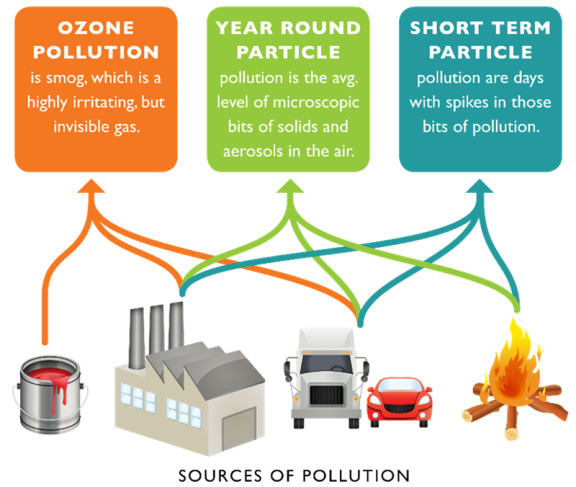 OZONE
POLLUTION
is smog, which is a
highly irritating, but
invisible gas.
YEAR ROUND
PARTICLE
pollution is the avg.
level of microscopic
bits of solids and
aerosols in the air.
SHORT TERM
PARTICLE
pollution are days
with spikes in those
bits of pollution.
SOURCES OF POLLUTION